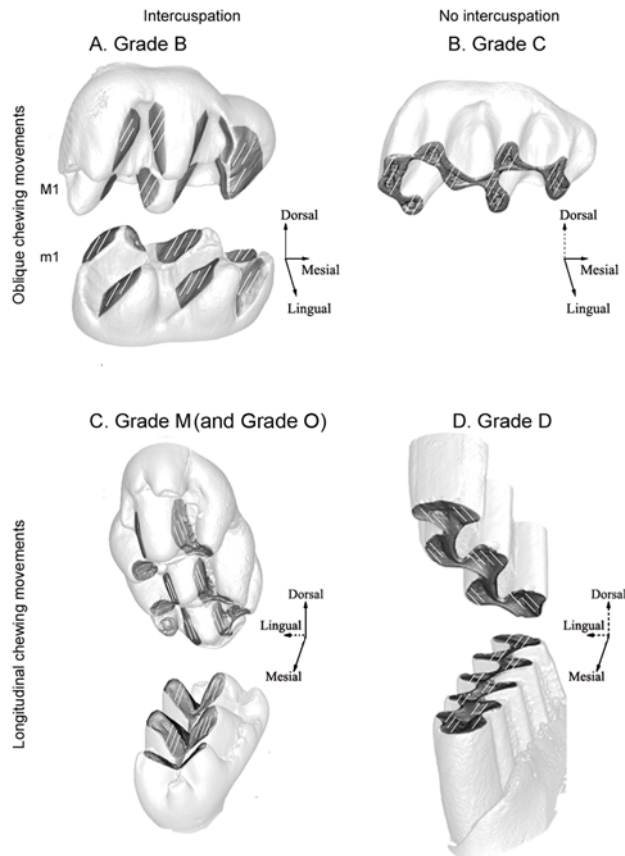 Intercuspation
No intercuspation
A. Grade B
B. Grade C
Oblique chewing movements
M1
m1
Dorsal
Mesial
Lingual
Dorsal
Mesial
Lingual
C. Grade M (and Grade O)
D. Grade D
Longitudinal chewing movements
Dorsal
Lingual
Mesial
Dorsal
Lingual
Mesial